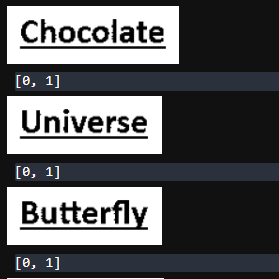 Chocolate
[0, 1]
Universe
[0, 1]
Butterfly
[0, 1]